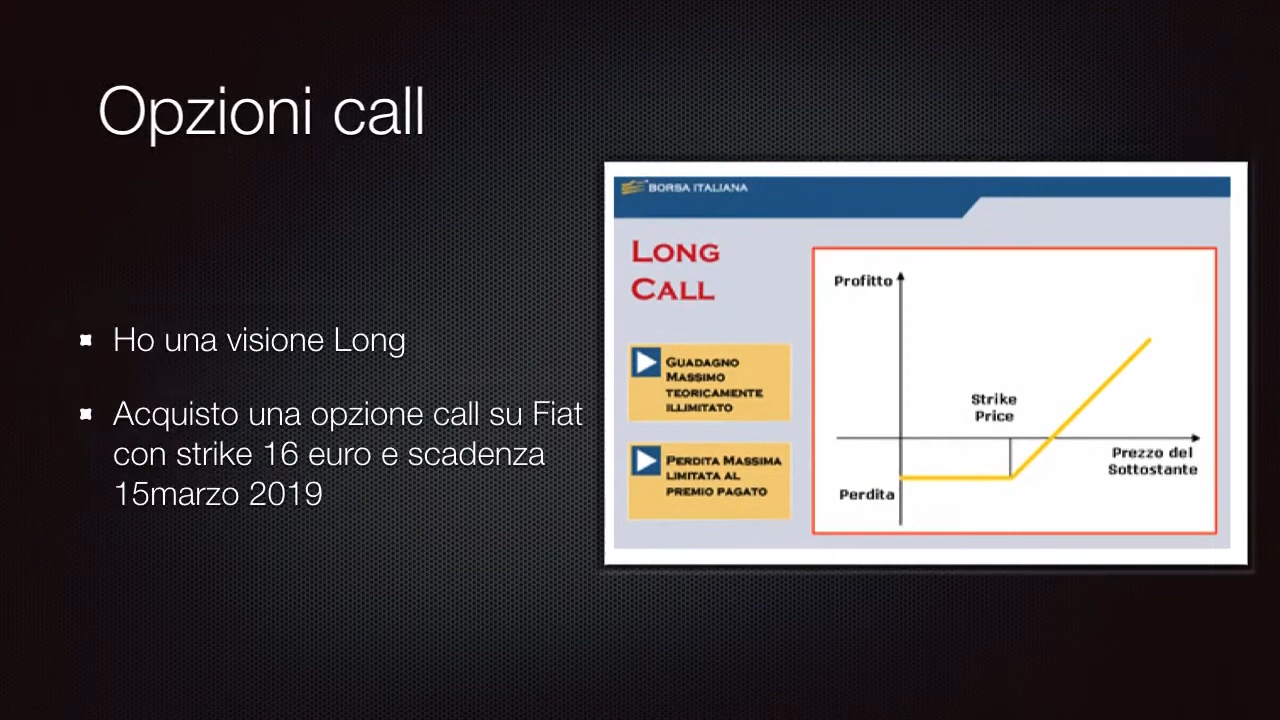 Opzioni call
Ho una visione Long
Acquisto una opzione call su Fiat
con strike 16 euro e scadenza
15marzo 2019
BORSA ITALIANA
LONG
CALL
GUADAGNO
MASSIMO
TEORICAMENTE
ILLIMITATO
PERDITA MASSIMA
LIMITATA AL
PREMIO PAGATO
Profitto
Strike
Price
Prezzo del
Sottostante
Perdita